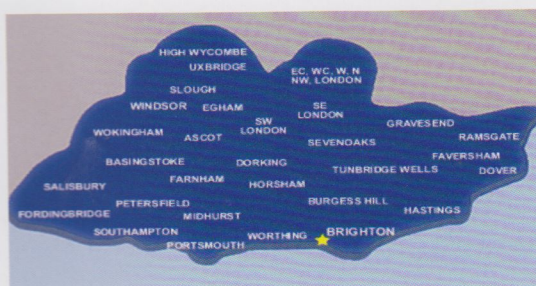 HIGH WYCOMBE
UXBRIDGE
EC, WC, W, N
NW, LONDON
SLOUGH
WINDSOR
EGHAM
SE
LONDON
SW
LONDON
GRAVESEND
RAMSGATE
WOKINGHAM
ASCOT
SEVENOAKS
FAVERSHAM
BASINGSTOKE
DORKING
TUNBRIDGE WELLS
DOVER
SALISBURY
FARNHAM
HORSHAM
PETERSFIELD
BURGESS HILL
FORDINGBRIDGE
MIDHURST
HASTINGS
SOUTHAMPTON
PORTSMOUTH
WORTHING
BRIGHTON